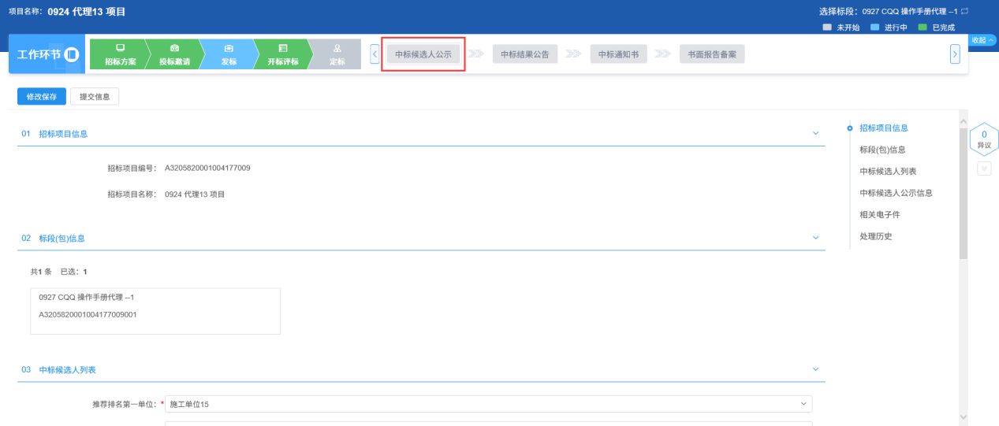 项目名称: 0924 代理13 项目
选择标段: 0927 CQQ 操作手册代理 --1
未开始 进行中 已完成
收起
工作环节
招标方案 投标邀请 发标 开标评标 定标
中标候选人公示 中标结果公告 中标通知书 书面报告备案
修改保存 提交信息
01 招标项目信息
招标项目编号: A3205820001004177009
招标项目名称: 0924 代理13 项目
02 标段(包)信息
共1 条 已选: 1
0927 CQQ 操作手册代理 --1
A3205820001004177009001
03 中标候选人列表
推荐排名第一单位: * 施工单位15
招标项目信息
标段(包)信息
中标候选人列表
中标候选人公示信息
相关电子件
处理历史
0
异议